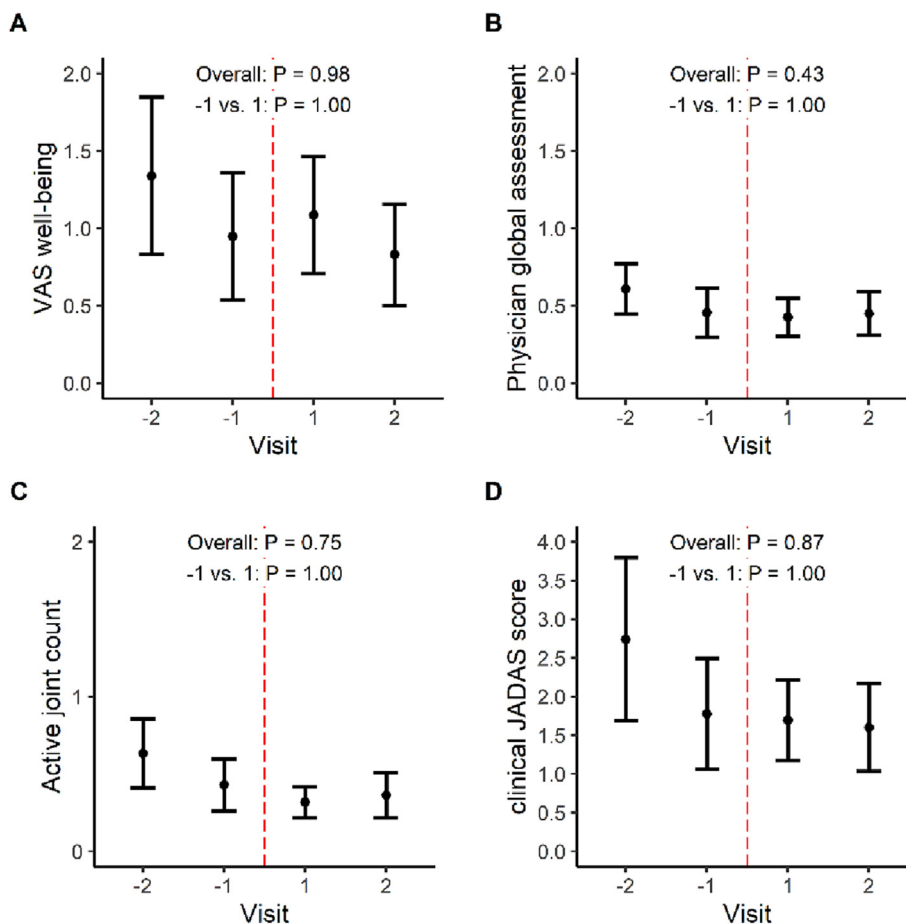 A
Overall: P = 0.98
-1 vs. 1: P = 1.00
VAS well-being
2.0
1.5
1.0
0.5
0.0
-2 -1 1 2
Visit
B
Overall: P = 0.43
-1 vs. 1: P = 1.00
Physician global assessment
2.0
1.5
1.0
0.5
0.0
-2 -1 1 2
Visit
C
Overall: P = 0.75
-1 vs. 1: P = 1.00
Active joint count
2
1
0
-2 -1 1 2
Visit
D
Overall: P = 0.87
-1 vs. 1: P = 1.00
clinical JADAS score
4.0
3.5
3.0
2.5
2.0
1.5
1.0
0.5
0.0
-2 -1 1 2
Visit